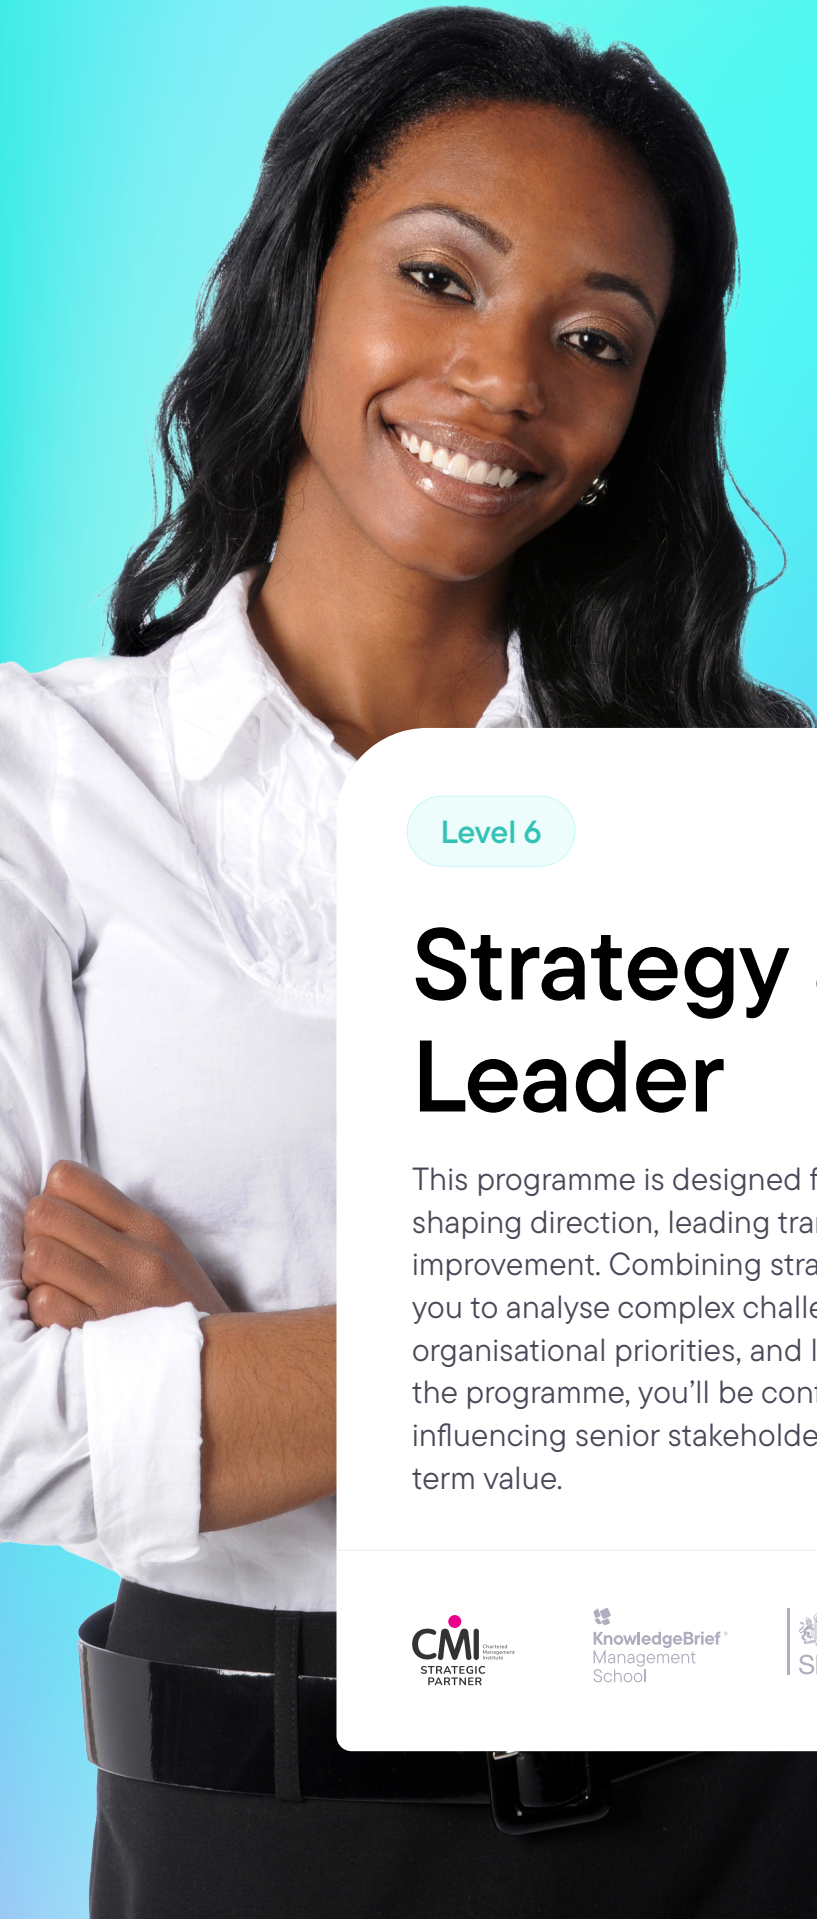 Level 6
Strategy
Leader
This programme is designed
shaping direction, leading
improvement. Combining
you to analyse complex
organisational priorities, and
the programme, you’ll be
influencing senior
term value.
CMI
Chartered
Management
Institute
STRATEGIC
PARTNER
KnowledgeBrief
Management
School